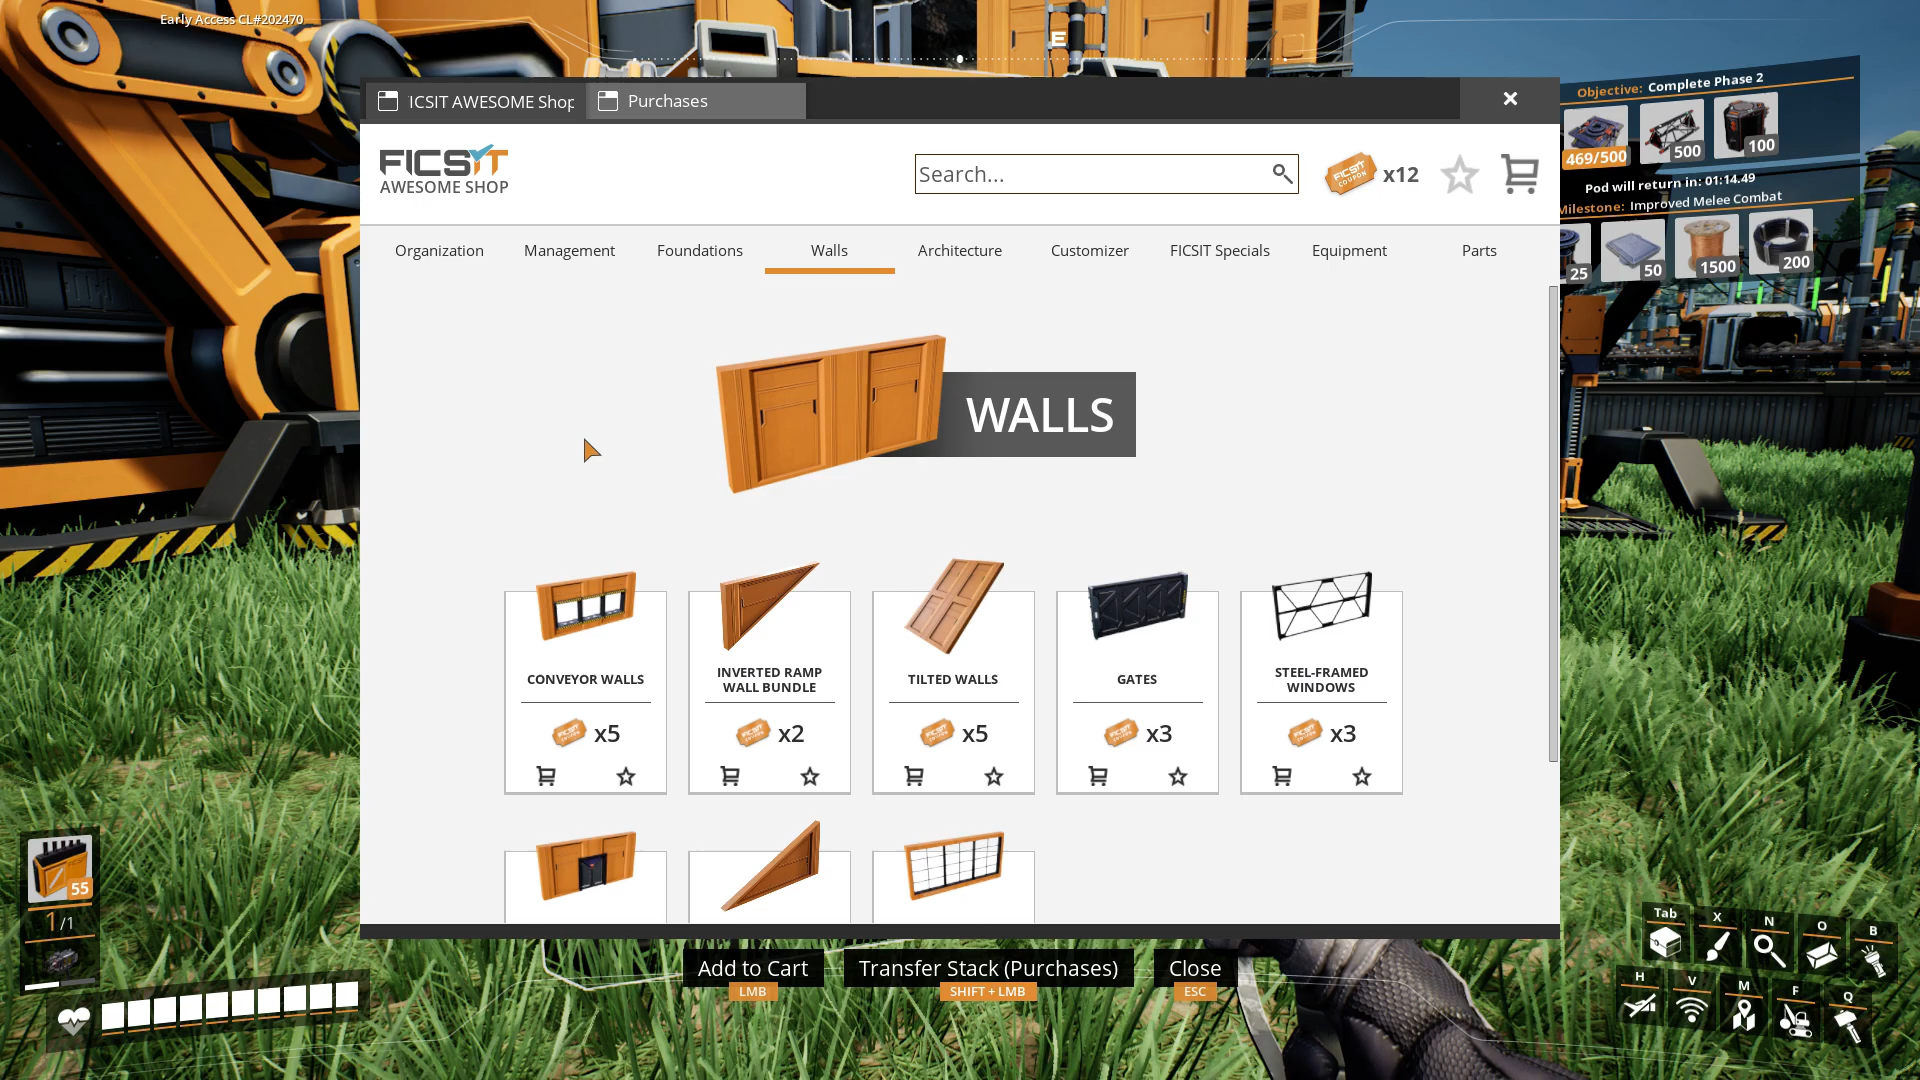 Early Access CL#202470
E
ICSIT AWESOME Shop
Purchases
Objective: Complete Phase 2
469/500
500
100
Pod will return in: 01:14.49
Milestone: Improved Melee Combat
25
50
1500
200
FICSIT
AWESOME SHOP
Search...
FICSIT
COUPON
x12
Organization
Management
Foundations
Walls
Architecture
Customizer
FICSIT Specials
Equipment
Parts
WALLS
CONVEYOR WALLS
x5
INVERTED RAMP
WALL BUNDLE
x2
TILTED WALLS
x5
GATES
x3
STEEL-FRAMED
WINDOWS
x3
55
1/1
Add to Cart
LMB
Transfer Stack (Purchases)
SHIFT + LMB
Close
ESC
Tab
X
N
O
B
H
V
M
F
Q